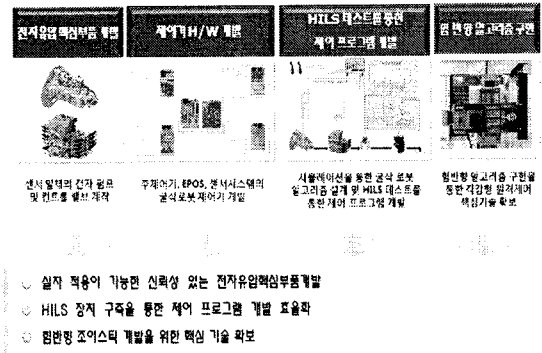 전자유압 핵심부품 개발
제어기 H/W 개발
HILS 테스트를 통한
제어 프로그램 개발
힘 반향 알고리즘 구현
센서 일체의 전자 펌프
및 컨트롤 밸브 제작
주제어기, EPOS, 센서시스템의
굴삭로봇 제어기 개발
시뮬레이션을 통한 굴삭 로봇
알고리즘 설계 및 HILS 테스트를
통한 제어 프로그램 개발
힘반향 알고리즘 구현을
통한 원격제어
핵심기술 확보
실차 적용이 가능한 신뢰성 있는 전자유압핵심부품개발
HILS 장치 구축을 통한 제어 프로그램 개발 효율화
힘반향 조이스틱 개발을 위한 핵심 기술 확보